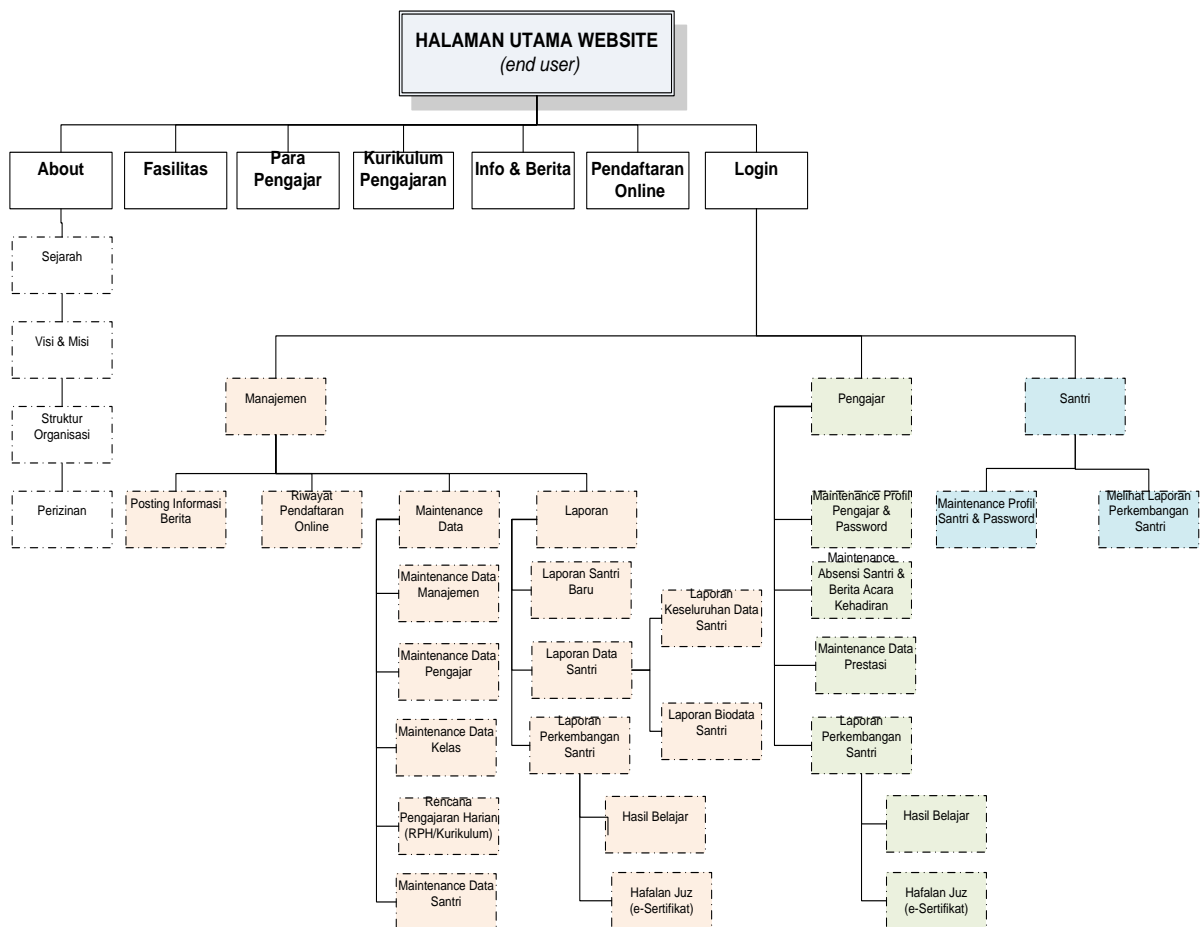 HALAMAN UTAMA WEBSITE
(end user)
About
Fasilitas
Para
Pengajar
Kurikulum
Pengajaran
Info & Berita
Pendaftaran
Online
Login
Sejarah
Visi & Misi
Struktur
Organisasi
Perizinan
Manajemen
Posting Informasi
Berita
Riwayat
Pendaftaran
Online
Maintenance
Data
Maintenance Data
Manajemen
Maintenance Data
Pengajar
Maintenance Data
Kelas
Rencana
Pengajaran Harian
(RPH/Kurikulum)
Maintenance Data
Santri
Laporan
Laporan Santri
Baru
Laporan Data
Santri
Laporan
Keseluruhan Data
Santri
Laporan Biodata
Santri
Laporan
Perkembangan
Santri
Hasil Belajar
Hafalan Juz
(e-Sertifikat)
Pengajar
Maintenance Profil
Pengajar &
Password
Maintenance
Absensi Santri &
Berita Acara
Kehadiran
Maintenance Data
Prestasi
Laporan
Perkembangan
Santri
Hasil Belajar
Hafalan Juz
(e-Sertifikat)
Santri
Maintenance Profil
Santri & Password
Melihat Laporan
Perkembangan
Santri